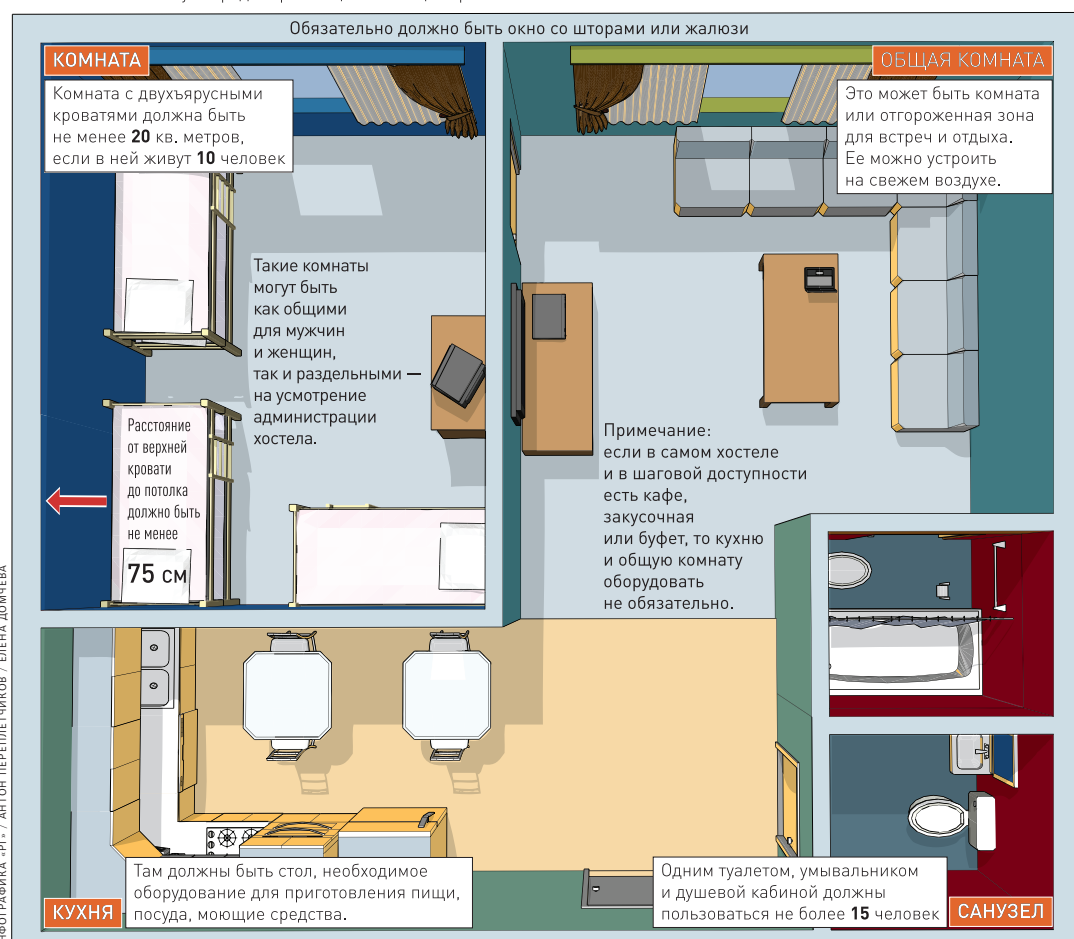 Обязательно должно быть окно со шторами или жалюзи
КОМНАТА
Комната с двухъярусными
кроватями должна быть
не менее 20 кв. метров,
если в ней живут 10 человек
ОБЩАЯ КОМНАТА
Это может быть комната
или отгороженная зона
для встреч и отдыха.
Ее можно устроить
на свежем воздухе.
Такие комнаты
могут быть
как общими
для мужчин
и женщин,
так и раздельными —
на усмотрение
администрации
хостела.
Расстояние
от верхней
кровати
до потолка
должно быть
не менее
75 см
Примечание:
если в самом хостеле
и в шаговой доступности
есть кафе,
закусочная
или буфет, то кухню
и общую комнату
оборудовать
не обязательно.
КУХНЯ
Там должны быть стол, необходимое
оборудование для приготовления пищи,
посуда, моющие средства.
Одним туалетом, умывальником
и душевой кабиной должны
пользоваться не более 15 человек
САНУЗЕЛ
«РГ» / АНТОН ПЕРЕПЛЕТЧИКОВ / ЕЛЕНА ДОМЧЕВА